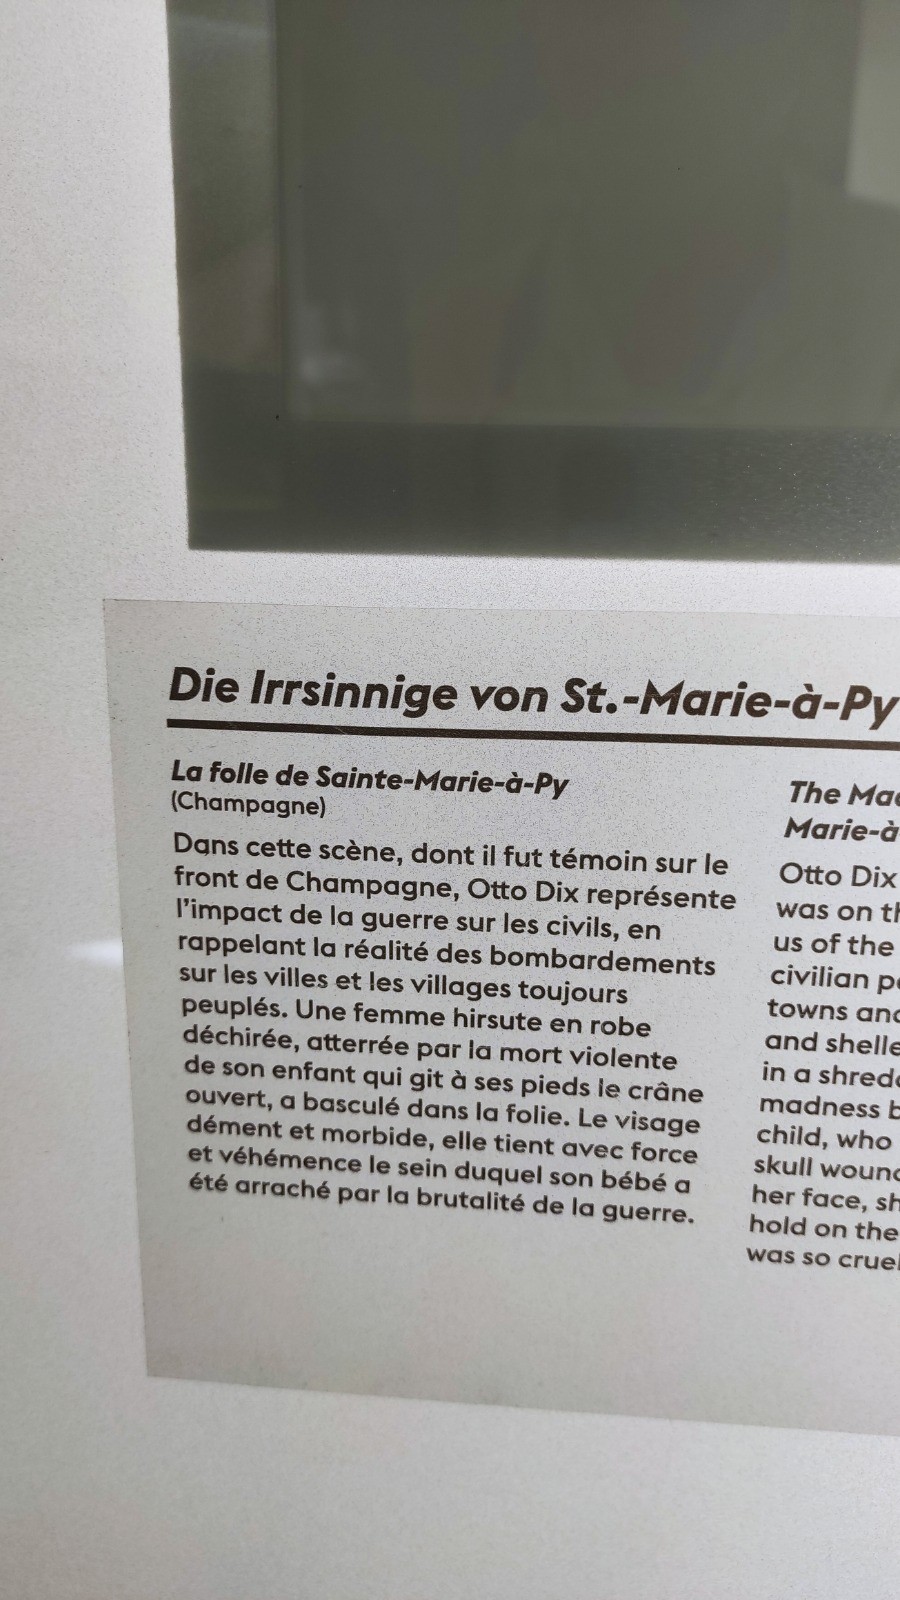 Die Irrsinnige von St.-Marie-à-Py
La folle de Sainte-Marie-à-Py
(Champagne)
Dans cette scène, dont il fut témoin sur le
front de Champagne, Otto Dix représente
l'impact de la guerre sur les civils, en
rappelant la réalité des bombardements
sur les villes et les villages toujours
peuplés. Une femme hirsute en robe
déchirée, atterrée par la mort violente
de son enfant qui git à ses pieds le crâne
ouvert, a basculé dans la folie. Le visage
dément et morbide, elle tient avec force
et véhémence le sein duquel son bébé a
été arraché par la brutalité de la guerre.
The
Marie-à-
Otto Dix
was on
us of the
civilian
towns
and
in a
madness
child, who
skull
her face,
hold on the
was so